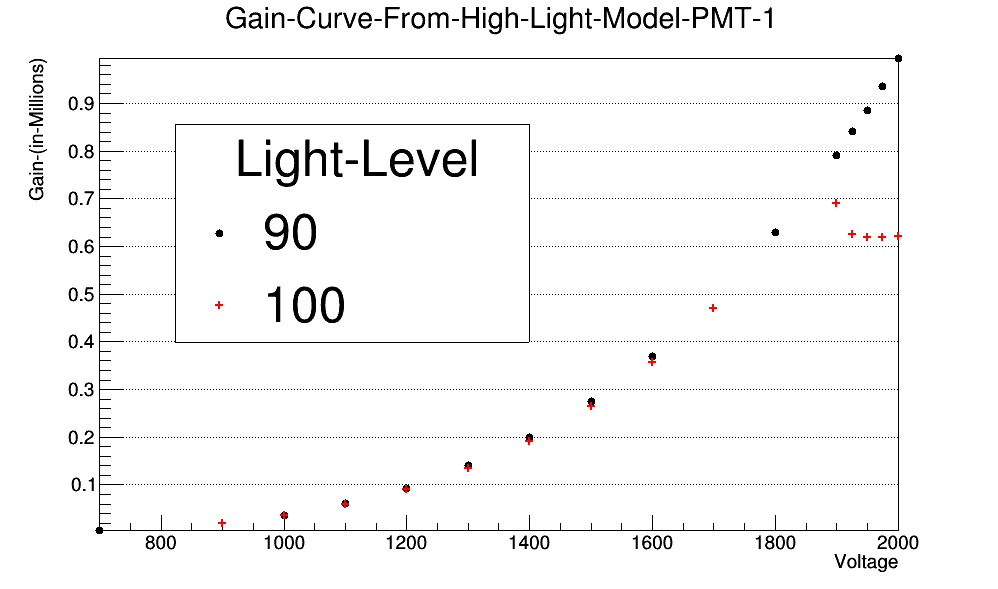 Gain-Curve-From-High-Light-Model-PMT-1
Gain-(in-Millions)
0.9
0.8
0.7
0.6
0.5
0.4
0.3
0.2
0.1
Light-Level
90
100
800 1000 1200 1400 1600 1800 2000
Voltage